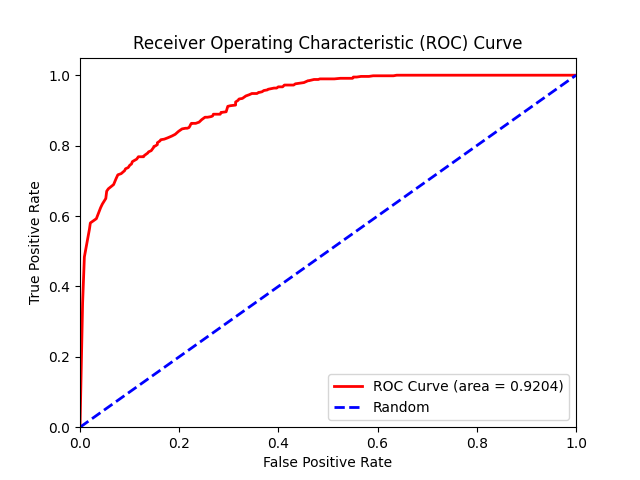 Receiver Operating Characteristic (ROC) Curve
1.0
0.8
0.6
0.4
0.2
0.0
True Positive Rate
ROC Curve (area = 0.9204)
Random
0.0 0.2 0.4 0.6 0.8 1.0
False Positive Rate